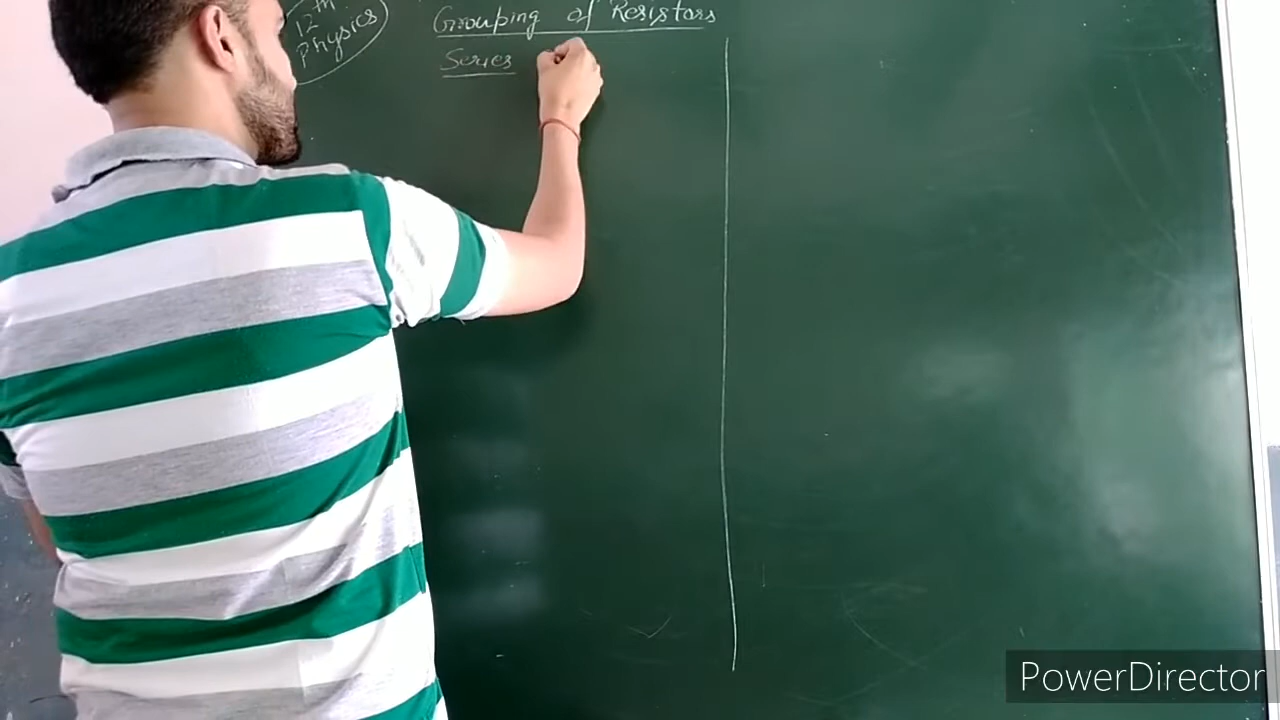 12th
Physics
Grouping of Resistors
Series
PowerDirector